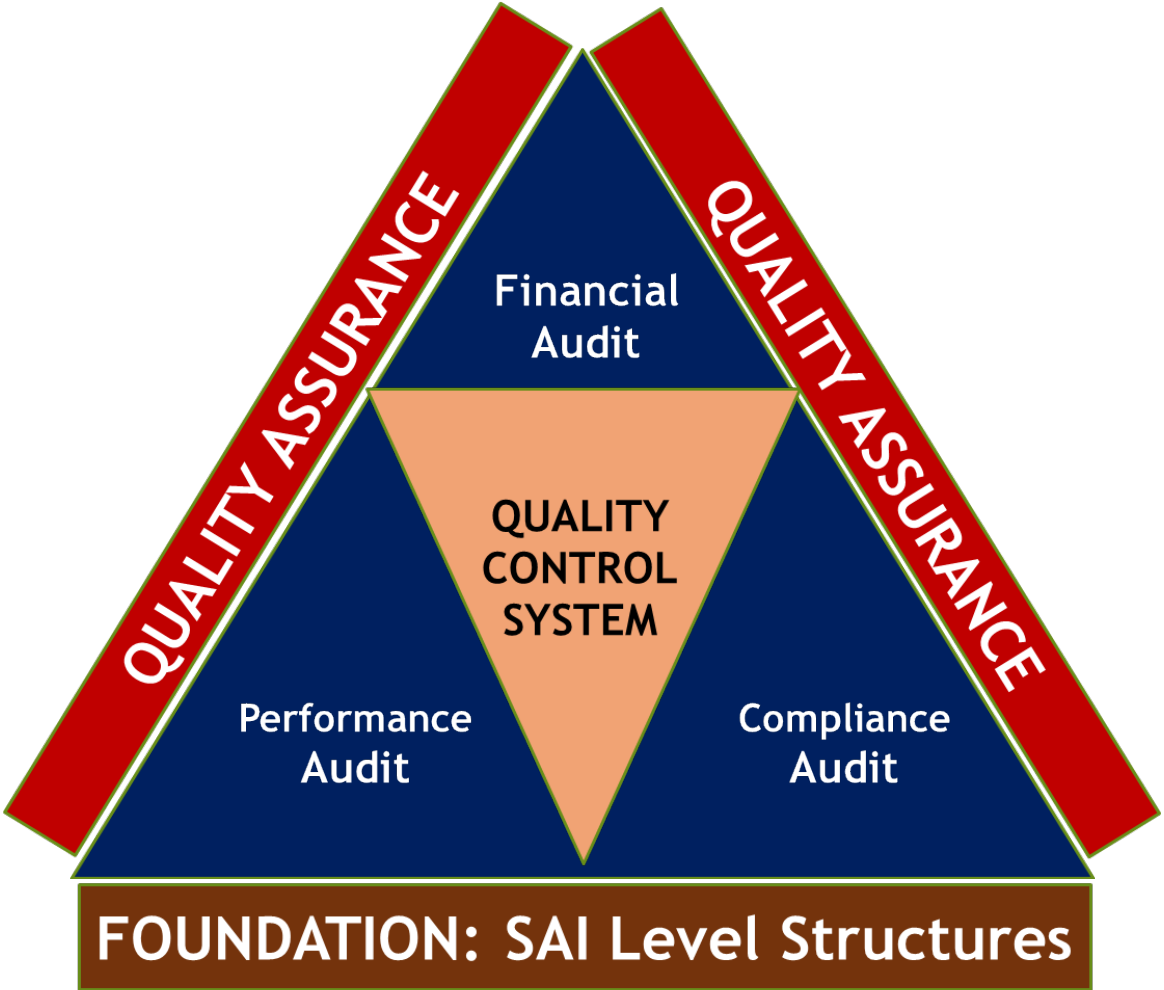 QUALITY ASSURANCE
QUALITY ASSURANCE
Financial
Audit
QUALITY
CONTROL
SYSTEM
Performance
Audit
Compliance
Audit
FOUNDATION: SAI Level Structures